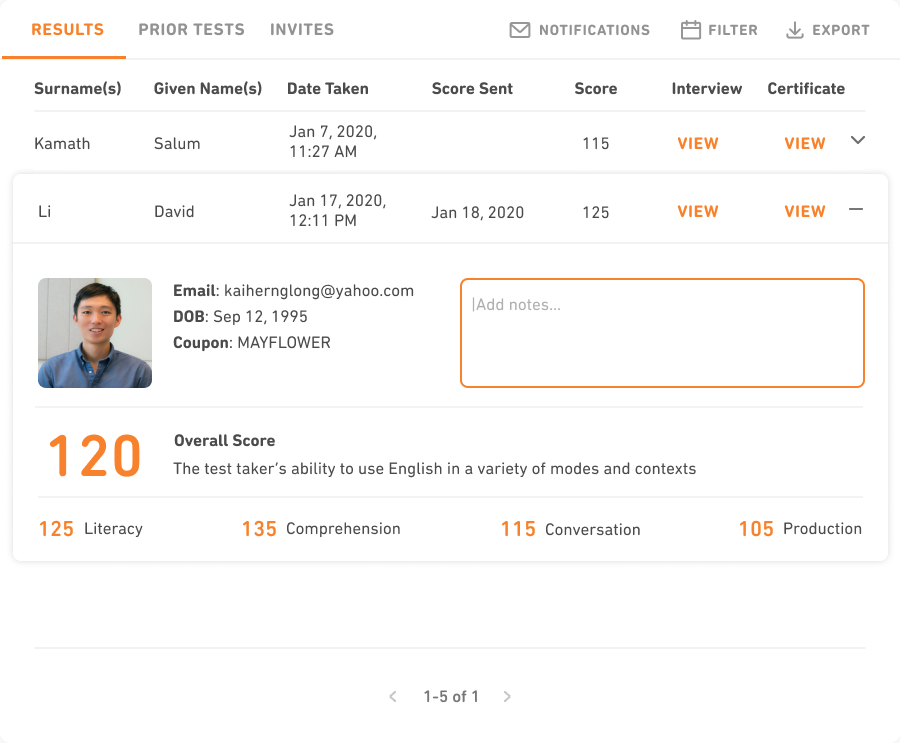 RESULTS PRIOR TESTS INVITES NOTIFICATIONS FILTER EXPORT
Surname(s) Given Name(s) Date Taken Score Sent Score Interview Certificate
Kamath Salum Jan 7, 2020, 115 VIEW VIEW
11:27 AM
Li David Jan 17, 2020, Jan 18, 2020 125 VIEW VIEW
12:11 PM
Email: kaihernglong@yahoo.com
DOB: Sep 12, 1995
Coupon: MAYFLOWER
Add notes...
120 Overall Score
The test taker’s ability to use English in a variety of modes and contexts
125 Literacy 135 Comprehension 115 Conversation 105 Production
1-5 of 1